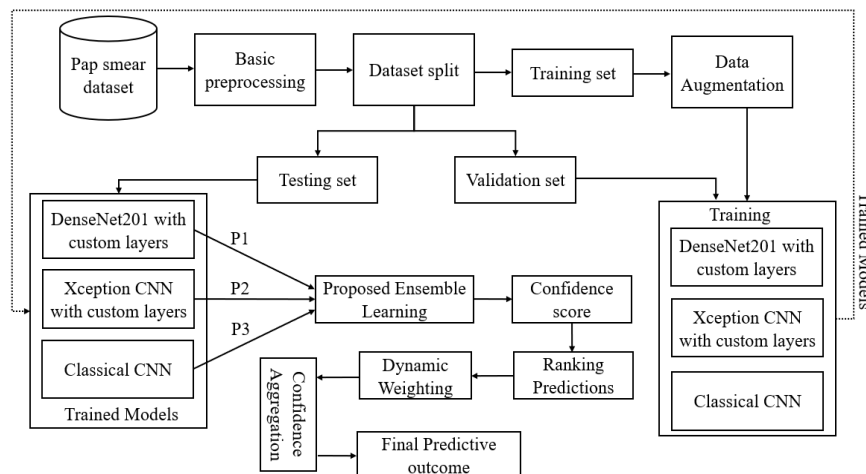 Pap smear
dataset
Basic
preprocessing
Dataset split
Training set
Data
Augmentation
Testing set
Validation set
DenseNet201 with
custom layers
Xception CNN
with custom layers
Classical CNN
Trained Models
P1
P2
P3
Proposed Ensemble
Learning
Confidence
score
Ranking
Predictions
Dynamic
Weighting
Confidence
Aggregation
Final Predictive
outcome
Training
DenseNet201 with
custom layers
Xception CNN
with custom layers
Classical CNN
Trained Models